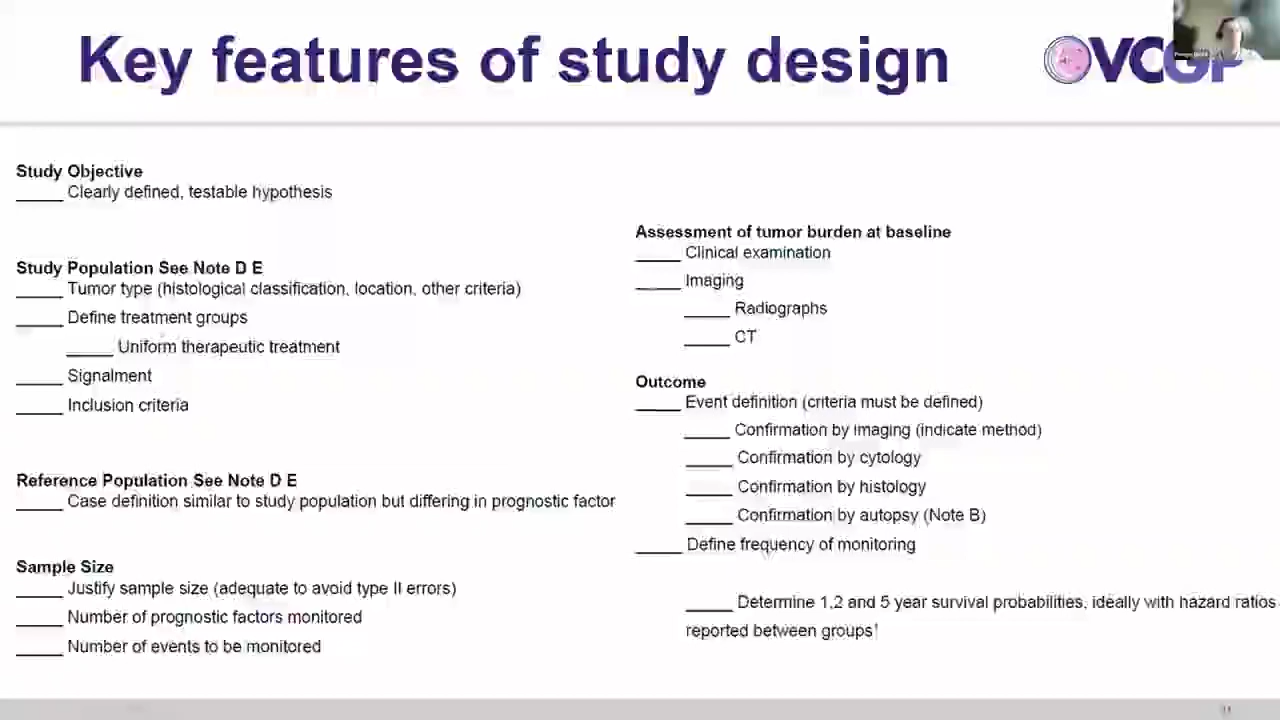 Key features of study design
OVCGP
Study Objective
_____ Clearly defined, testable hypothesis
Study Population See Note D E
_____ Tumor type (histological classification, location, other criteria)
_____ Define treatment groups
_____ Uniform therapeutic treatment
_____ Signalment
_____ Inclusion criteria
Reference Population See Note D E
_____ Case definition similar to study population but differing in prognostic factor
Sample Size
_____ Justify sample size (adequate to avoid type II errors)
_____ Number of prognostic factors monitored
_____ Number of events to be monitored
Assessment of tumor burden at baseline
_____ Clinical examination
_____ Imaging
_____ Radiographs
_____ CT
Outcome
_____ Event definition (criteria must be defined)
_____ Confirmation by imaging (indicate method)
_____ Confirmation by cytology
_____ Confirmation by histology
_____ Confirmation by autopsy (Note B)
_____ Define frequency of monitoring
_____ Determine 1,2 and 5 year survival probabilities, ideally with hazard ratios
reported between groups